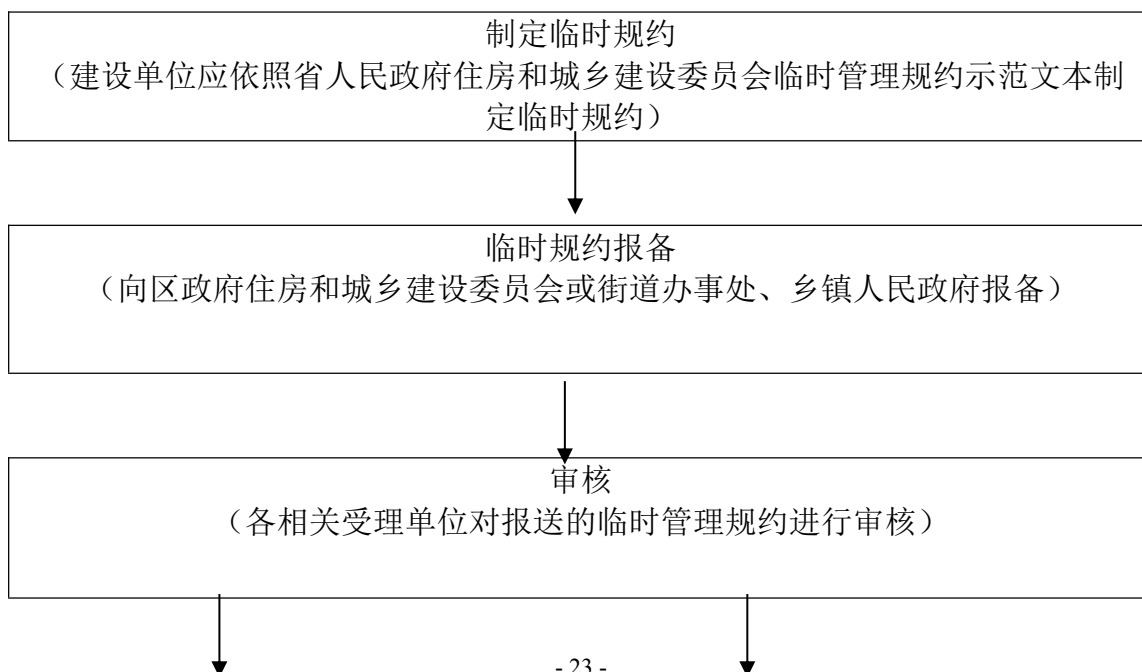 制定临时规约
（建设单位应依照省人民政府住房和城乡建设委员会临时管理规约示范文本制
定临时规约）
临时规约报备
（向区政府住房和城乡建设委员会或街道办事处、乡镇人民政府报备）
审核
（各相关受理单位对报送的临时管理规约进行审核）
- 23 -